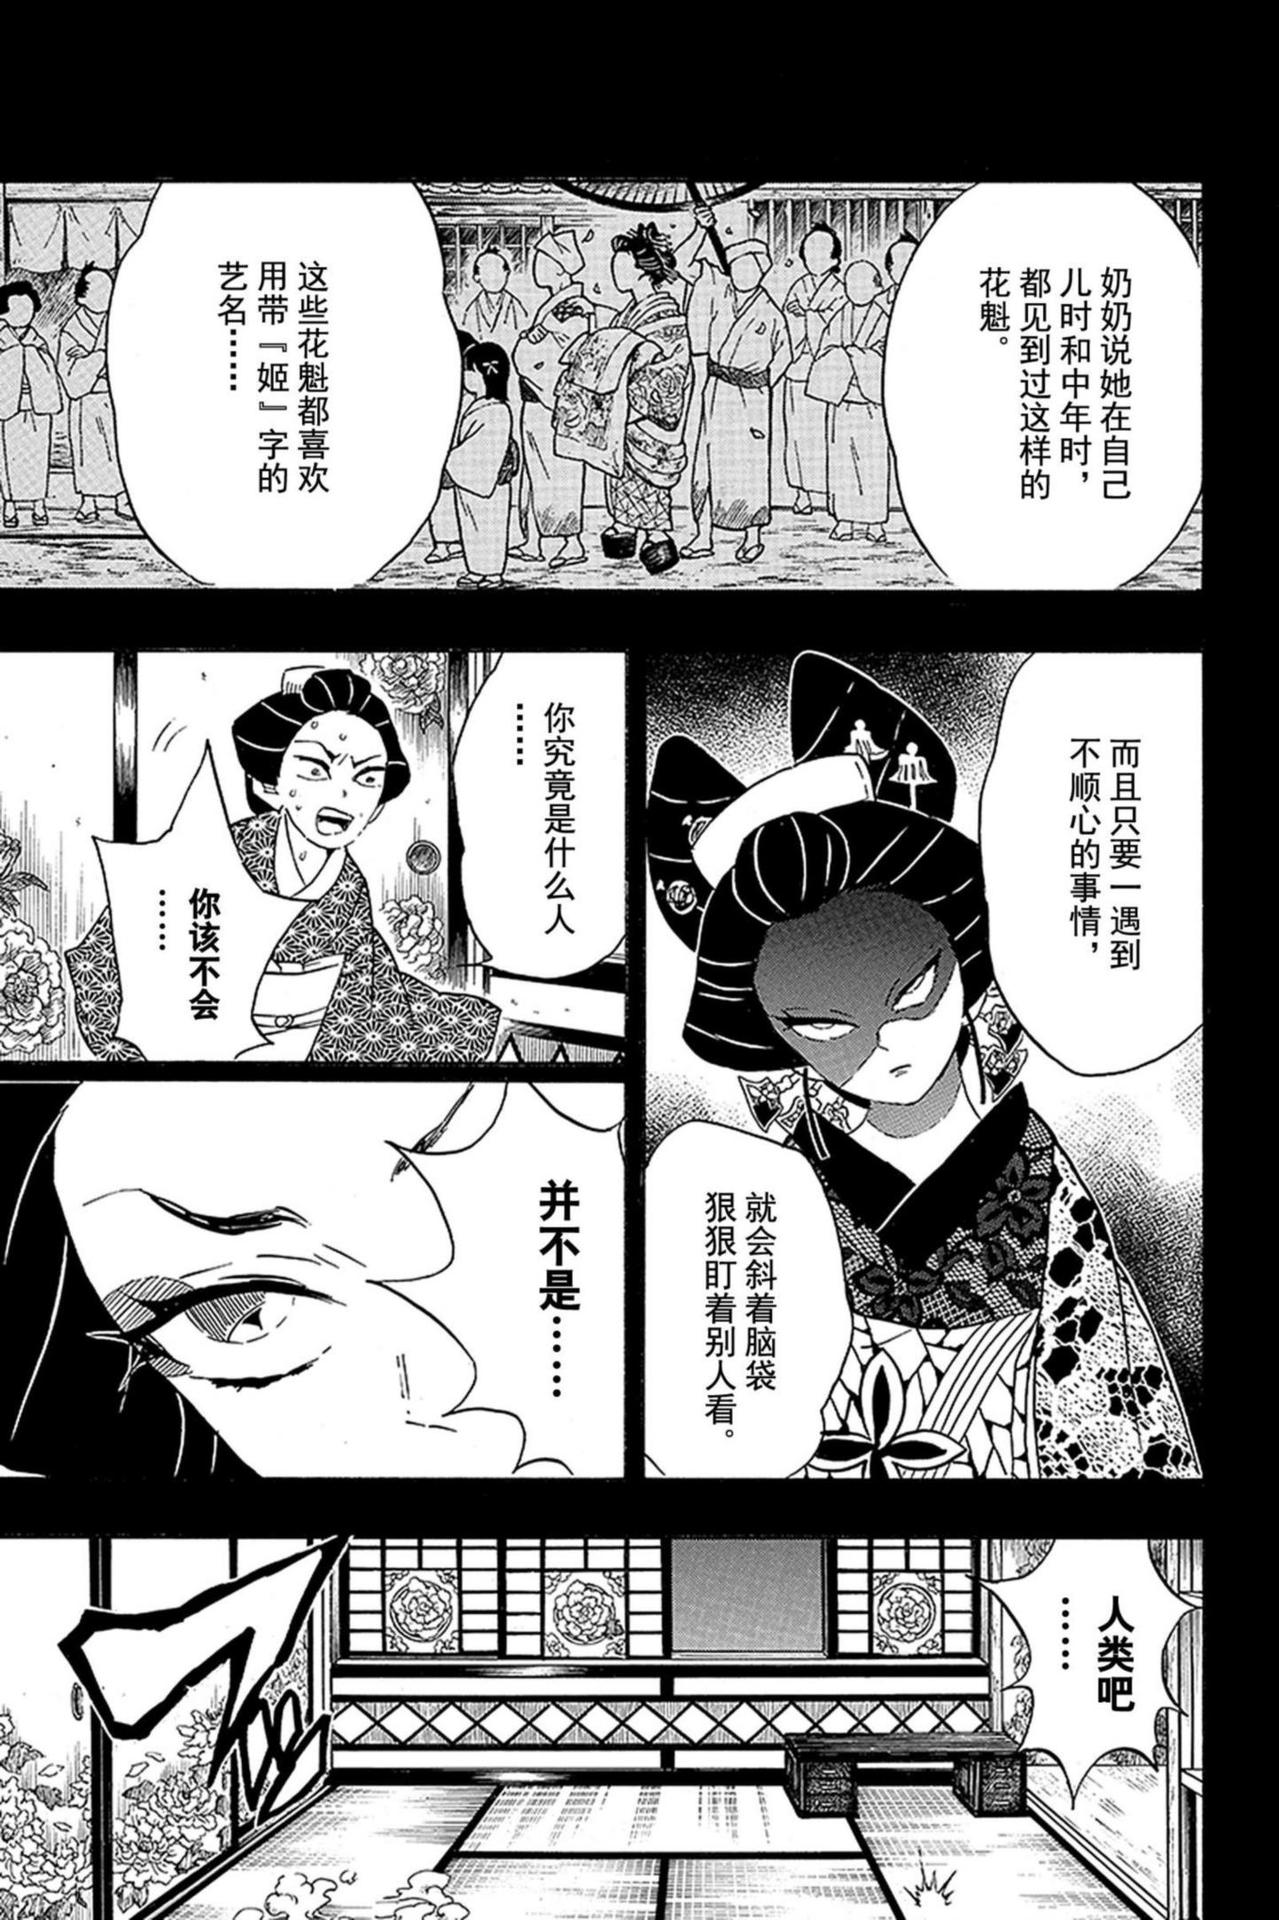 奶奶说她在自己
儿时和中年时，
都见到过这样的
花魁。
这些花魁都喜欢
用带『姬』字的
艺名……
而且只要一遇到
不顺心的事情，
就会斜着脑袋
狠狠盯着别人看。
你究竟是什么人
……
你该不会
……
并不是……
人类吧
……